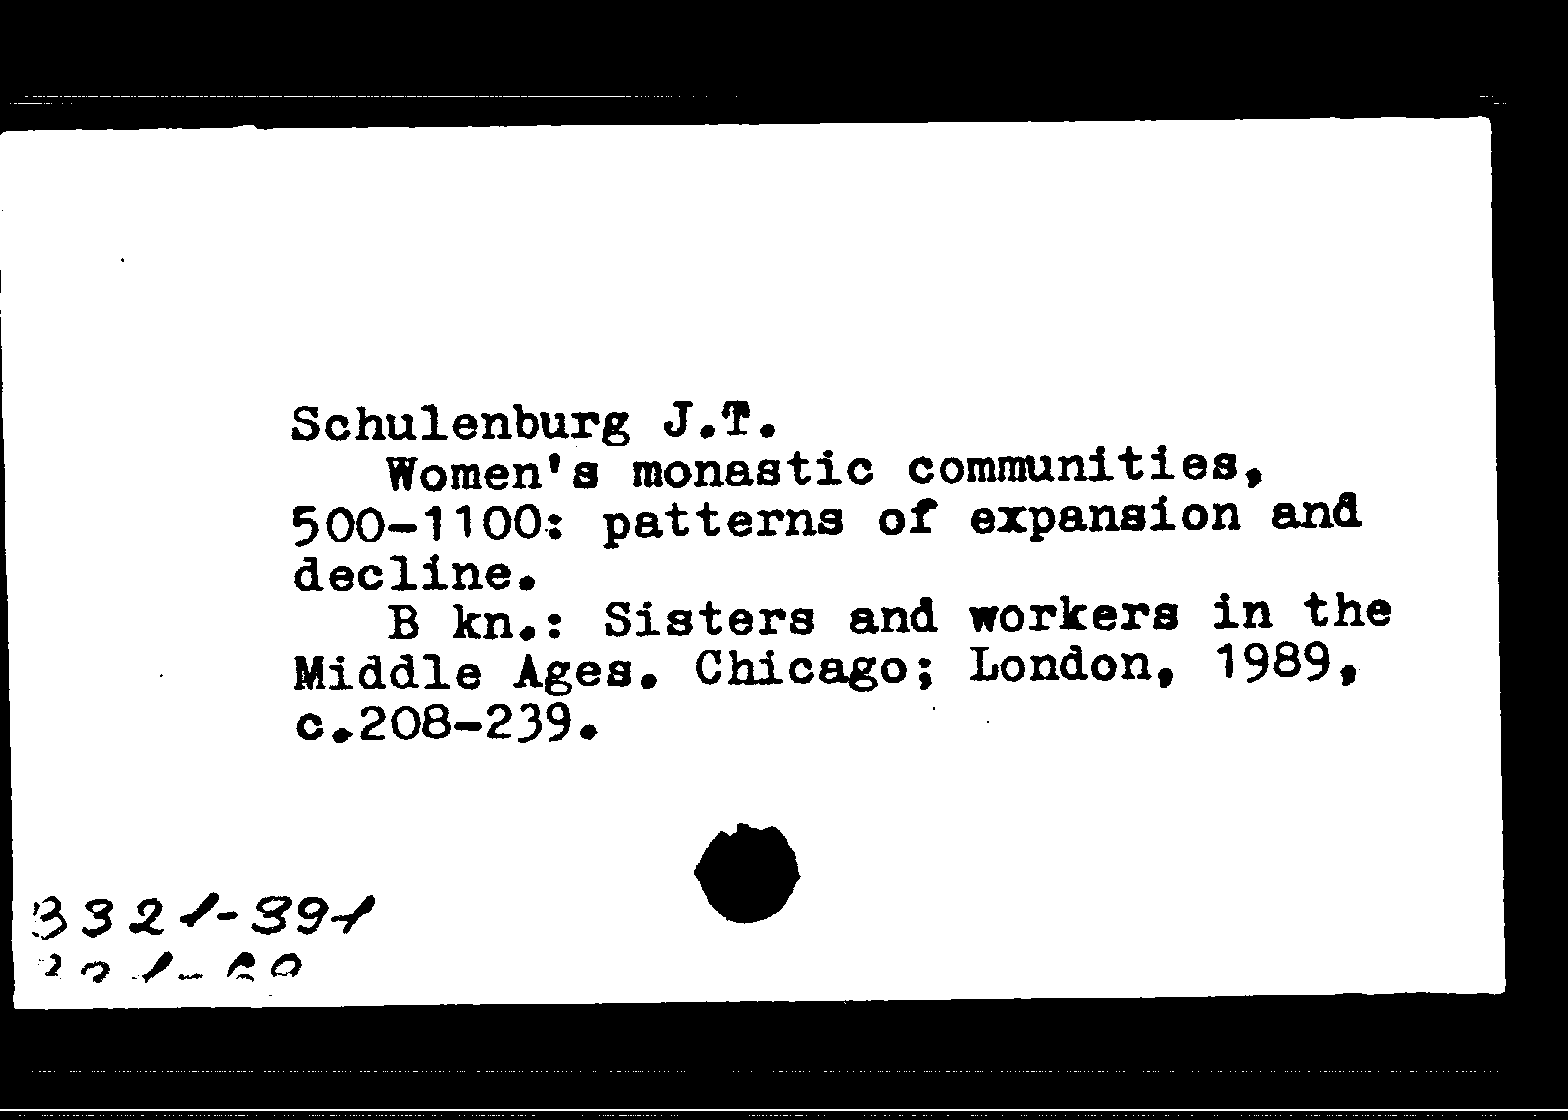 Schulenburg J.T.
Women's monastic communities,
500-1100: patterns of expansion and
decline.
B kn.: Sisters and workers in the
Middle Ages. Chicago; London, 1989,
c.208-239.
3321-391